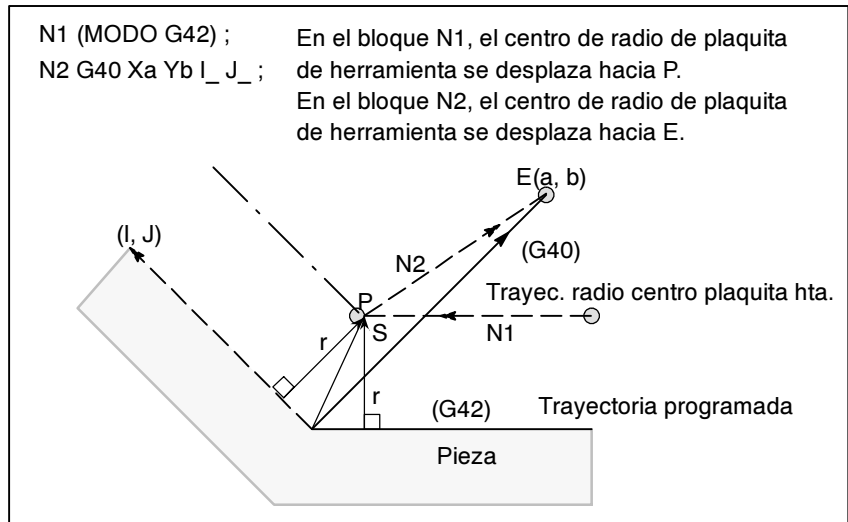 N1 (MODO G42) ;
N2 G40 Xa Yb I_ J_ ;
En el bloque N1, el centro de radio de plaquita
de herramienta se desplaza hacia P.
En el bloque N2, el centro de radio de plaquita
de herramienta se desplaza hacia E.
E(a, b)
(I, J)
N2
(G40)
P
Trayec. radio centro plaquita hta.
S
N1
r
r
(G42)
Trayectoria programada
Pieza